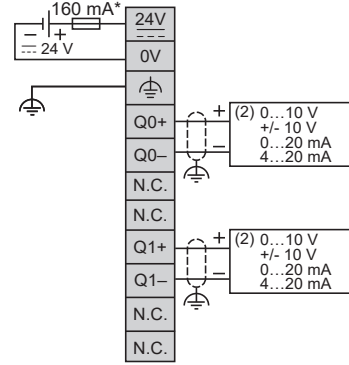 160 mA*
– +
⎓ 24 V
24V
⎓
0V
Q0+
Q0–
N.C.
N.C.
Q1+
Q1–
N.C.
N.C.
+
–
(2) 0...10 V
+/- 10 V
0...20 mA
4...20 mA
+
–
(2) 0...10 V
+/- 10 V
0...20 mA
4...20 mA